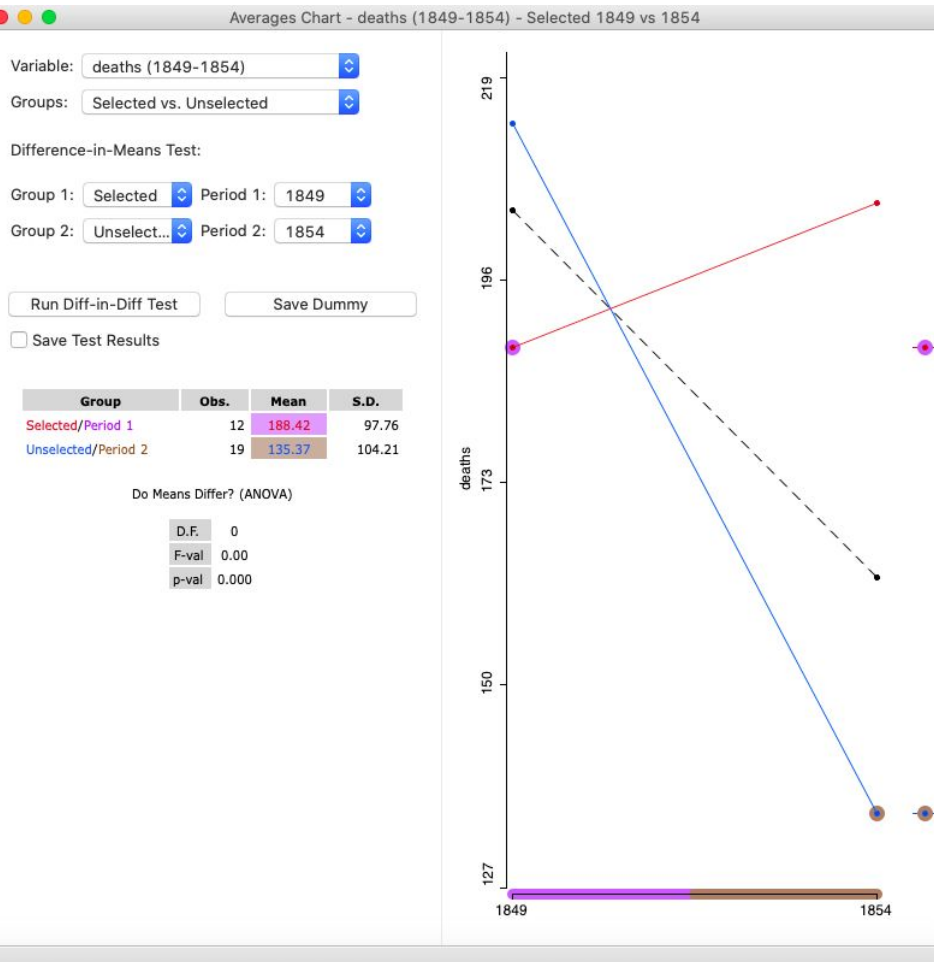 Averages Chart - deaths (1849-1854) - Selected 1849 vs 1854
Variable: deaths (1849-1854)
Groups: Selected vs. Unselected
Difference-in-Means Test:
Group 1: Selected Period 1: 1849
Group 2: Unselect... Period 2: 1854
Run Diff-in-Diff Test Save Dummy
Save Test Results
Group Obs. Mean S.D.
Selected/Period 1 12 188.42 97.76
Unselected/Period 2 19 135.37 104.21
Do Means Differ? (ANOVA)
D.F. 0
F-val 0.00
p-val 0.000
219
196
173
150
127
deaths
1849 1854